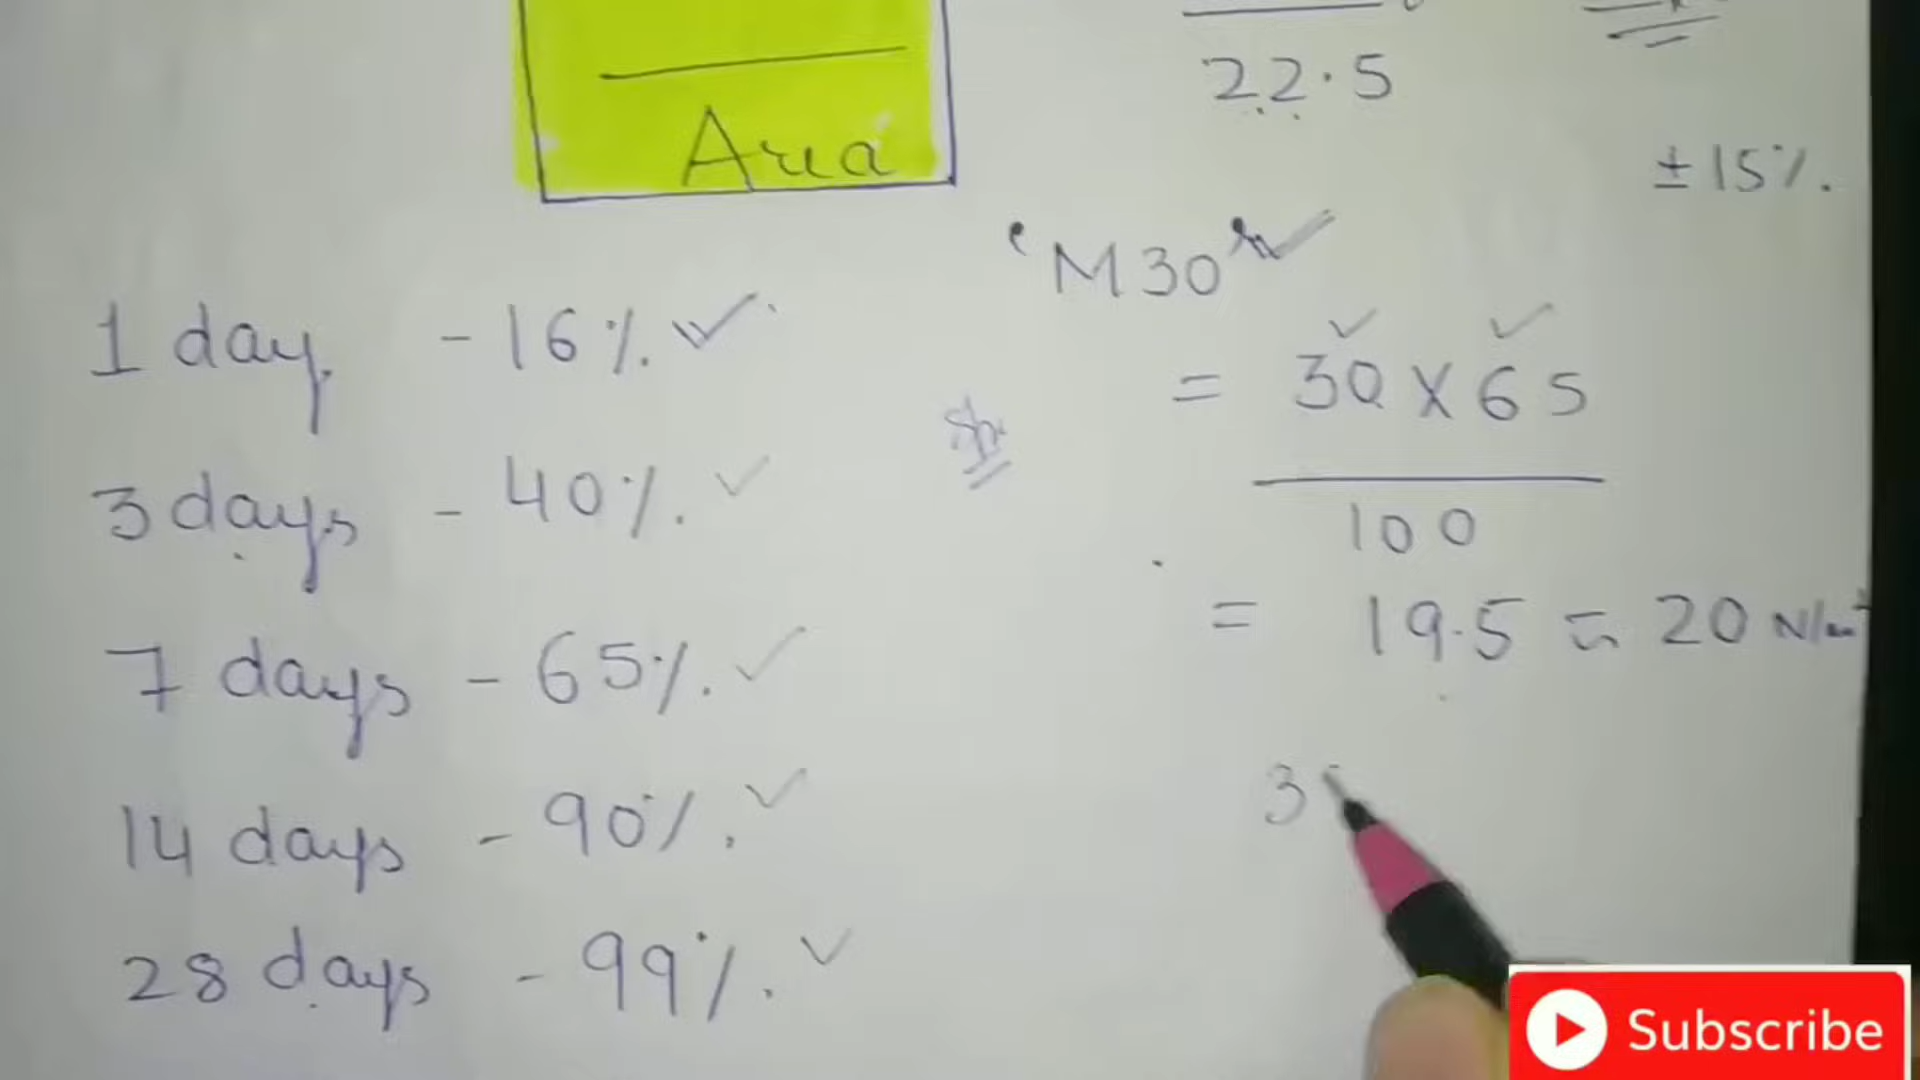 Area
22.5
±15%.
"M30"
1 day - 16%.
= 30 x 65
100
3 days - 40%.
= 19.5 ≈ 20
7 days - 65%.
3
14 days - 90%.
28 days - 99%.
Subscribe